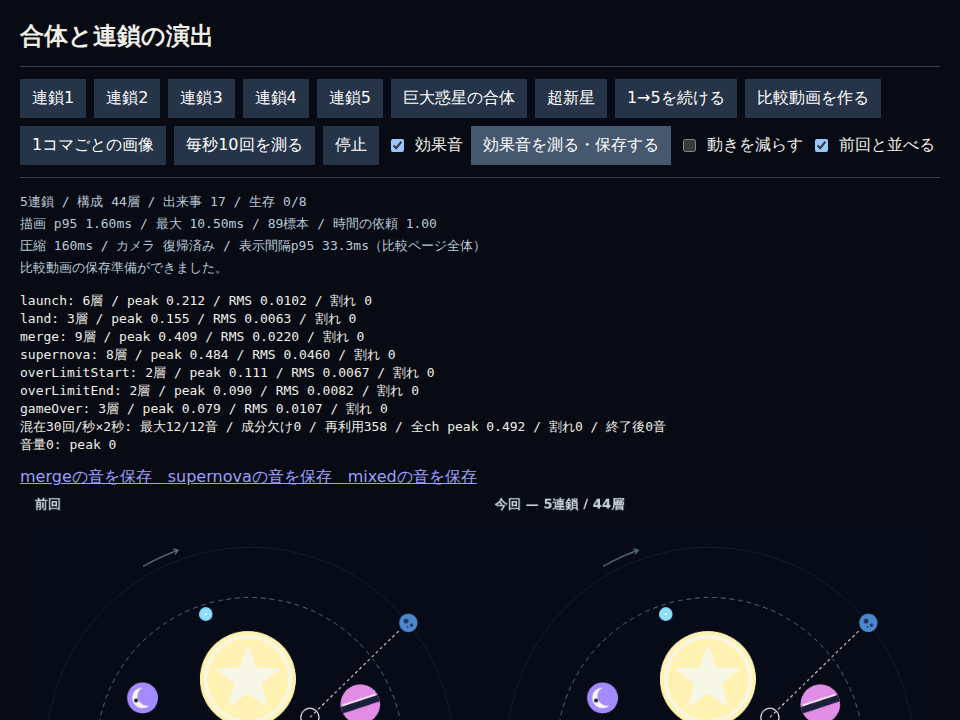 合体と連鎖の演出
連鎖1 連鎖2 連鎖3 連鎖4 連鎖5 巨大惑星の合体 超新星 1→5を続ける 比較動画を作る
1コマごとの画像 毎秒10回を測る 停止 効果音 効果音を測る・保存する 動きを減らす 前回と並べる
5連鎖 / 構成 44層 / 出来事 17 / 生存 0/8
描画 p95 1.60ms / 最大 10.50ms / 89標本 / 時間の依頼 1.00
圧縮 160ms / カメラ 復帰済み / 表示間隔p95 33.3ms（比較ページ全体）
比較動画の保存準備ができました。
launch: 6層 / peak 0.212 / RMS 0.0102 / 割れ 0
land: 3層 / peak 0.155 / RMS 0.0063 / 割れ 0
merge: 9層 / peak 0.409 / RMS 0.0220 / 割れ 0
supernova: 8層 / peak 0.484 / RMS 0.0460 / 割れ 0
overLimitStart: 2層 / peak 0.111 / RMS 0.0067 / 割れ 0
overLimitEnd: 2層 / peak 0.090 / RMS 0.0082 / 割れ 0
gameOver: 3層 / peak 0.079 / RMS 0.0107 / 割れ 0
混在30回/秒×2秒: 最大12/12音 / 成分欠け0 / 再利用358 / 全ch peak 0.492 / 割れ0 / 終了後0音
音量0: peak 0
mergeの音を保存 supernovaの音を保存 mixedの音を保存
前回 今回 — 5連鎖 / 44層